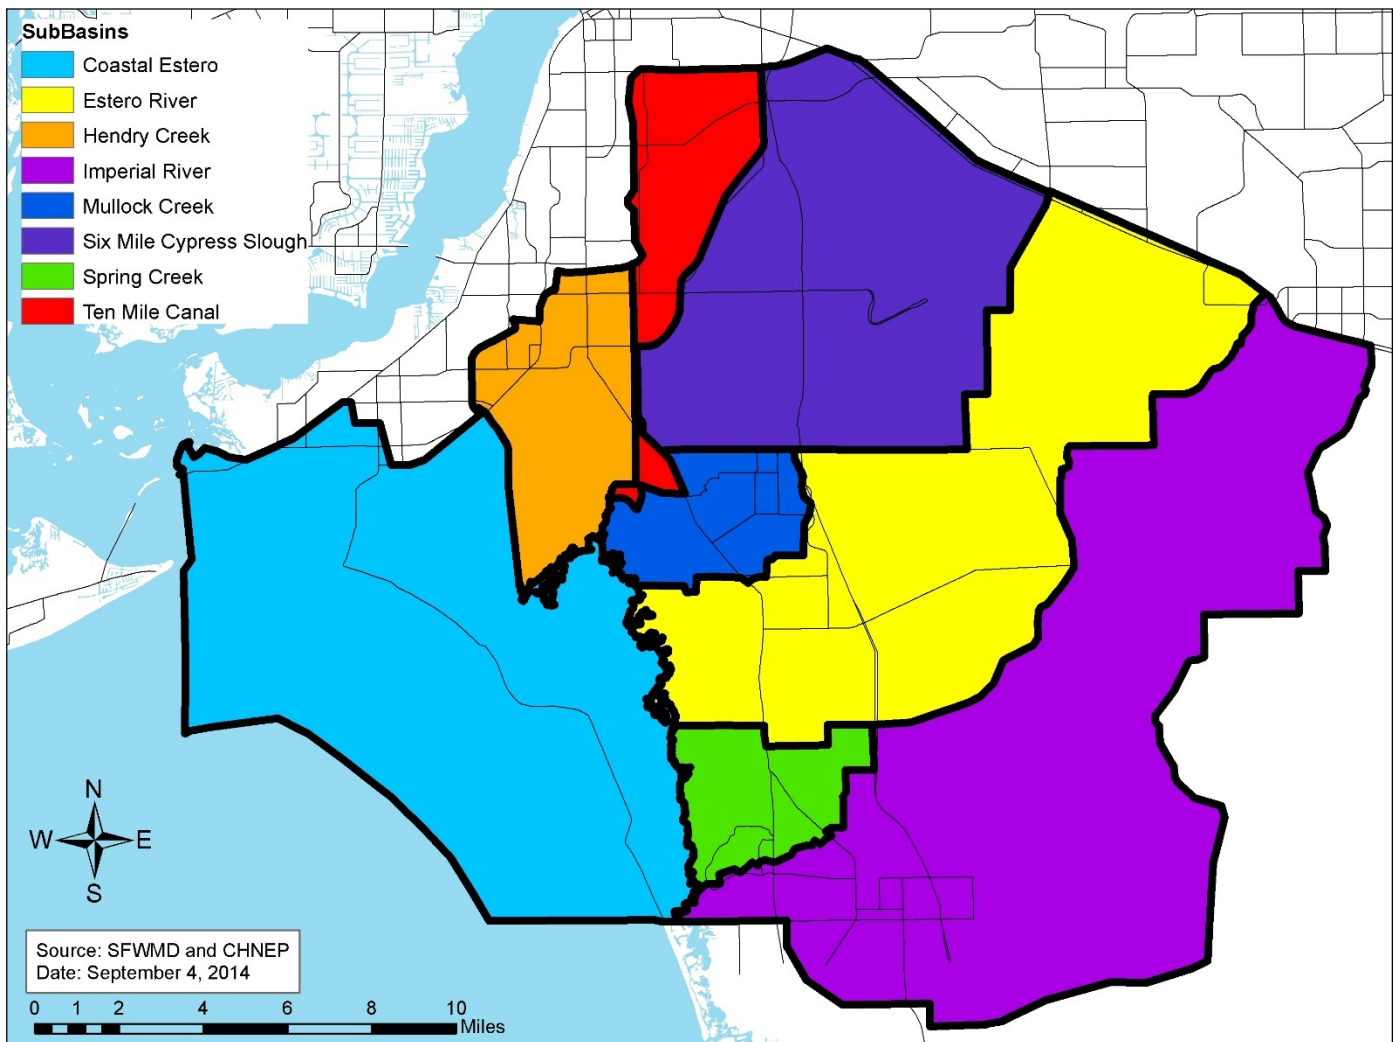 SubBasins
Coastal Estero
Estero River
Hendry Creek
Imperial River
Mullock Creek
Six Mile Cypress Slough
Spring Creek
Ten Mile Canal
N
W E
S
Source: SFWMD and CHNEP
Date: September 4, 2014
0 1 2 4 6 8 10
Miles